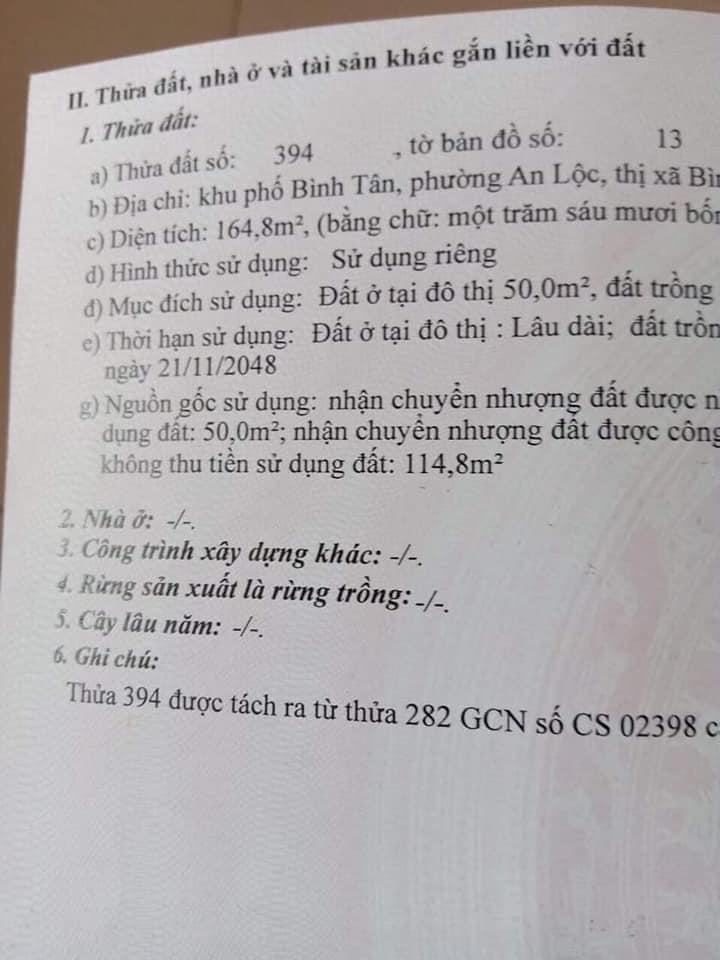 II. Thửa đất, nhà ở và tài sản khác gắn liền với đất
1. Thửa đất:
a) Thửa đất số: 394 , tờ bản đồ số: 13
b) Địa chỉ: khu phố Bình Tân, phường An Lộc, thị xã Bìn
c) Diện tích: 164,8m², (bằng chữ: một trăm sáu mươi bốn
d) Hình thức sử dụng: Sử dụng riêng
đ) Mục đích sử dụng: Đất ở tại đô thị 50,0m², đất trồng
e) Thời hạn sử dụng: Đất ở tại đô thị : Lâu dài; đất trồn
ngày 21/11/2048
g) Nguồn gốc sử dụng: nhận chuyển nhượng đất được n
dụng đất: 50,0m²; nhận chuyển nhượng đất được công
không thu tiền sử dụng đất: 114,8m²
2. Nhà ở: -/-.
3. Công trình xây dựng khác: -/-.
4. Rừng sản xuất là rừng trồng: -/-.
5. Cây lâu năm: -/-.
6. Ghi chú:
Thửa 394 được tách ra từ thửa 282 GCN số CS 02398 c